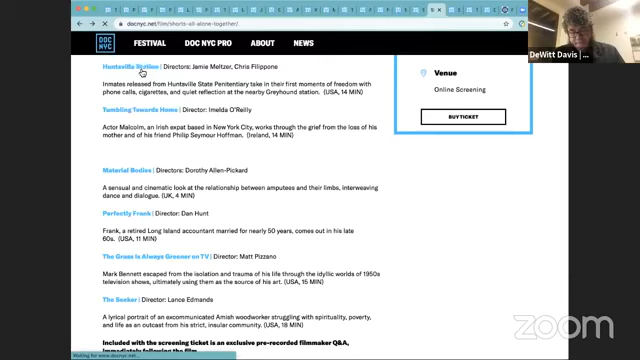 docnyc.net/film/shorts-all-alone-together/
DOC
NYC
FESTIVAL
DOC NYC PRO
ABOUT
NEWS
DeWitt Davis | ...
Huntsville Station | Directors: Jamie Meltzer, Chris Filippone
Inmates released from Huntsville State Penitentiary take in their first moments of freedom with
phone calls, cigarettes, and quiet reflection at the nearby Greyhound station. (USA, 14 MIN)
Tumbling Towards Home | Director: Imelda O'Reilly
Actor Malcolm, an Irish expat based in New York City, works through the grief from the loss of his
mother and of his friend Philip Seymour Hoffman. (Ireland, 14 MIN)
Material Bodies | Directors: Dorothy Allen-Pickard
A sensual and cinematic look at the relationship between amputees and their limbs, interweaving
dance and dialogue. (UK, 4 MIN)
Perfectly Frank | Director: Dan Hunt
Frank, a retired Long Island accountant married for nearly 50 years, comes out in his late
60s. (USA, 11 MIN)
The Grass Is Always Greener on TV | Director: Matt Pizzano
Mark Bennett escaped from the isolation and trauma of his life through the idyllic worlds of 1950s
television shows, ultimately using them as the source of his art. (USA, 15 MIN)
The Seeker | Director: Lance Edmands
A lyrical portrait of an excommunicated Amish woodworker struggling with spirituality, poverty,
and life as an outcast from his strict, insular community. (USA, 18 MIN)
Included with the screening ticket is an exclusive pre-recorded filmmaker Q&A,
immediately following the film.
Venue
Online Screening
BUY TICKET
Waiting for www.docnyc.net...
zoom